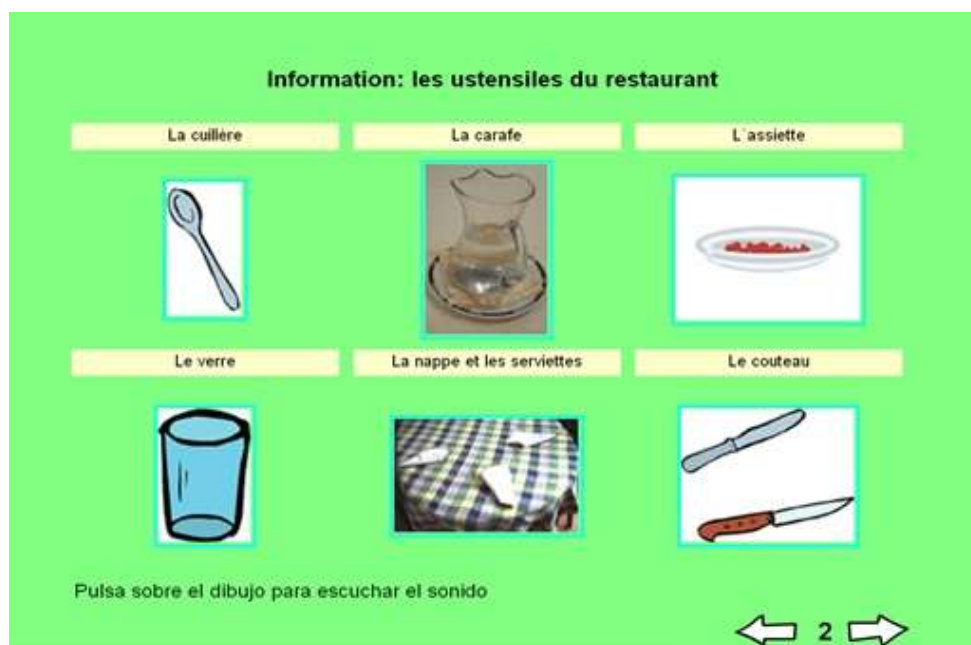 Information: les ustensiles du restaurant
La cuillère
La carafe
L´assiette
Le verre
La nappe et les serviettes
Le couteau
Pulsa sobre el dibujo para escuchar el sonido
2